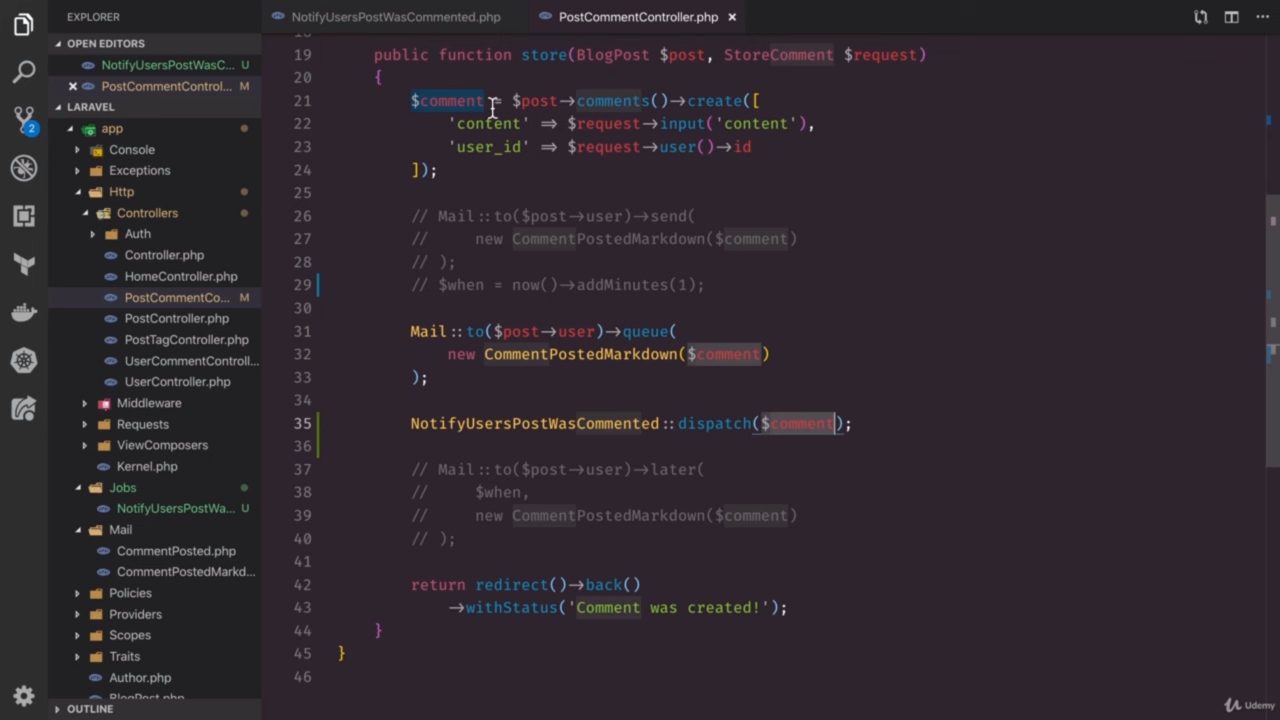 EXPLORER
NotifyUsersPostWasCommented.php
PostCommentController.php ×
OPEN EDITORS
NotifyUsersPostWasC... U
× PostCommentControl... M
LARAVEL
app
Console
Exceptions
Http
Controllers
Auth
Controller.php
HomeController.php
PostCommentCo... M
PostController.php
PostTagController.php
UserCommentControll...
UserController.php
Middleware
Requests
ViewComposers
Kernel.php
Jobs
NotifyUsersPostWa... U
Mail
CommentPosted.php
CommentPostedMarkd...
Policies
Providers
Scopes
Traits
Author.php
BlogPost.php
OUTLINE
2
18
19 public function store(BlogPost $post, StoreComment $request)
20 {
21 $comment = $post→comments()→create([
22 'content' ⇒ $request→input('content'),
23 'user_id' ⇒ $request→user()→id
24 ]);
25
26 // Mail::to($post→user)→send(
27 // new CommentPostedMarkdown($comment)
28 // );
29 // $when = now()→addMinutes(1);
30
31 Mail::to($post→user)→queue(
32 new CommentPostedMarkdown($comment)
33 );
34
35 NotifyUsersPostWasCommented::dispatch($comment);
36
37 // Mail::to($post→user)→later(
38 // $when,
39 // new CommentPostedMarkdown($comment)
40 // );
41
42 return redirect()→back()
43 →withStatus('Comment was created!');
44 }
45 }
46
Udemy